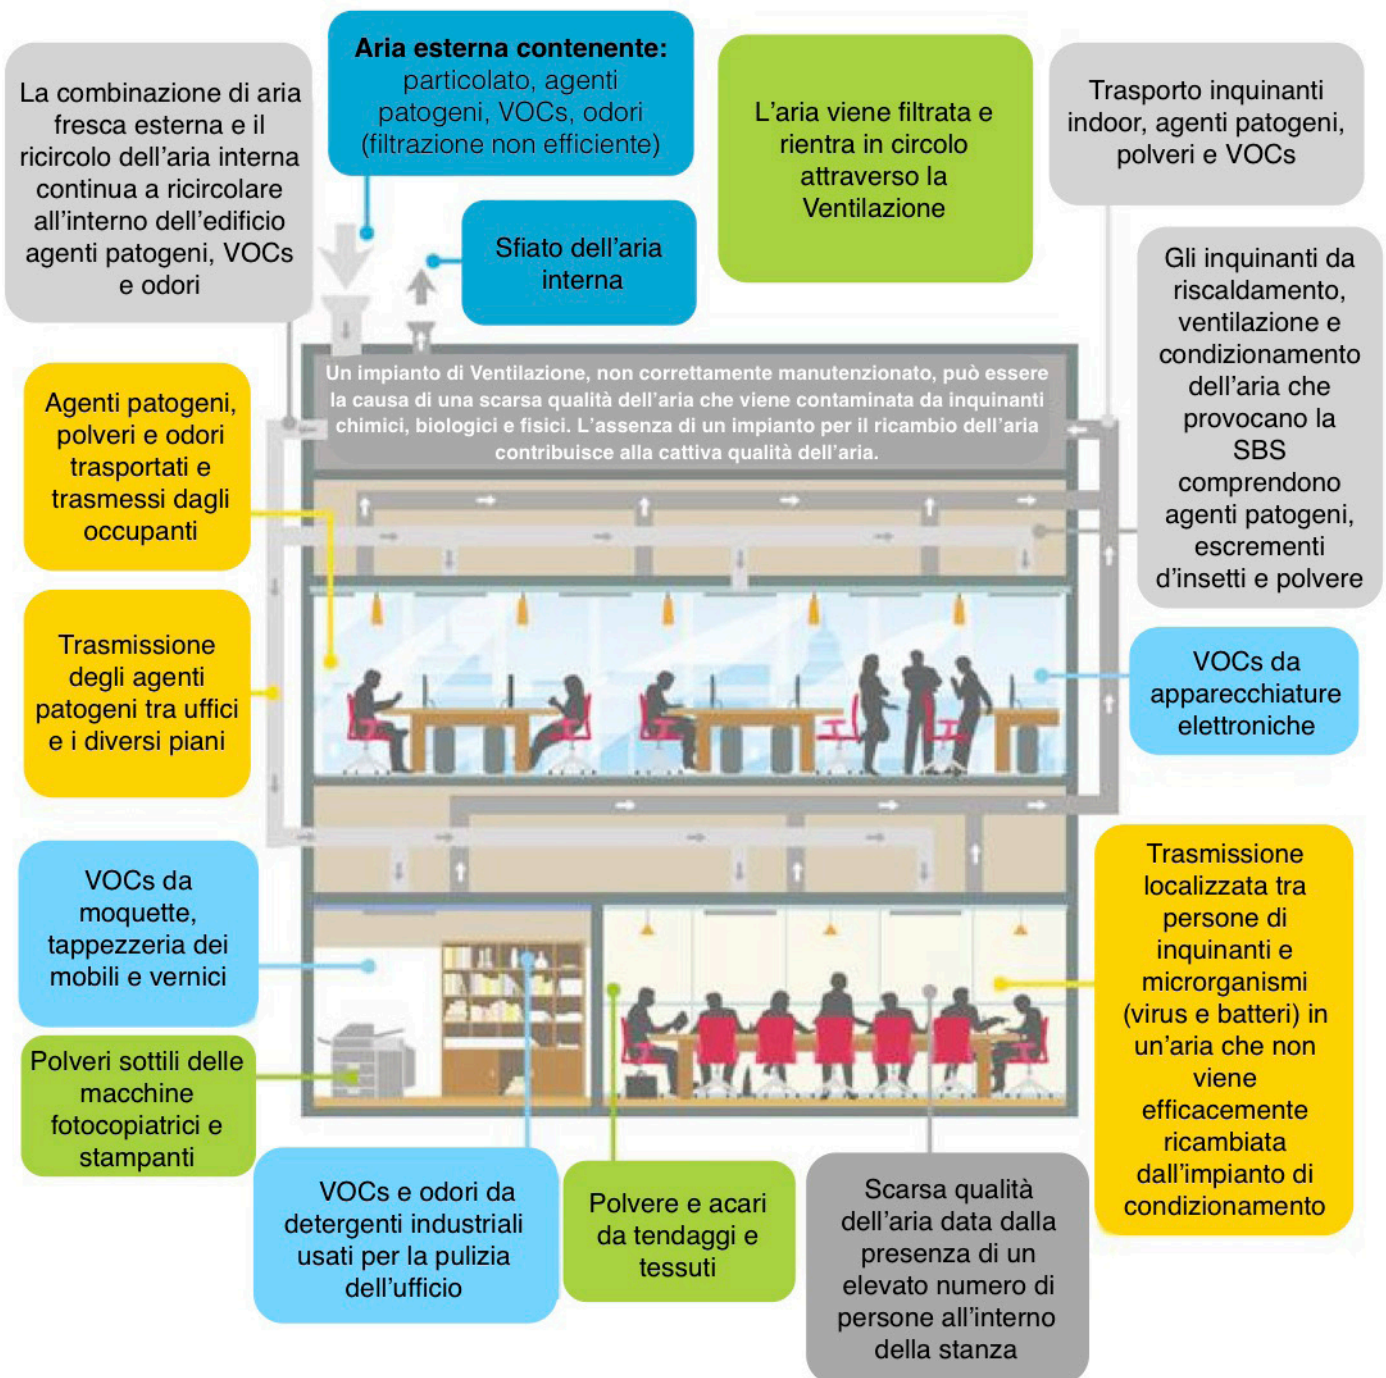 La combinazione di aria
fresca esterna e il
ricircolo dell'aria interna
continua a ricircolare
all'interno dell'edificio
agenti patogeni, VOCs
e odori
Aria esterna contenente:
particolato, agenti
patogeni, VOCs, odori
(filtrazione non efficiente)
Sfiato dell'aria
interna
L'aria viene filtrata e
rientra in circolo
attraverso la
Ventilazione
Trasporto inquinanti
indoor, agenti patogeni,
polveri e VOCs
Gli inquinanti da
riscaldamento,
ventilazione e
condizionamento
dell'aria che
provocano la
SBS
comprendono
agenti patogeni,
escrementi
d'insetti e polvere
Un impianto di Ventilazione, non correttamente manutenzionato, può essere
la causa di una scarsa qualità dell'aria che viene contaminata da inquinanti
chimici, biologici e fisici. L'assenza di un impianto per il ricambio dell'aria
contribuisce alla cattiva qualità dell'aria.
Agenti patogeni,
polveri e odori
trasportati e
trasmessi dagli
occupanti
Trasmissione
degli agenti
patogeni tra uffici
e i diversi piani
VOCs da
apparecchiature
elettroniche
VOCs da
moquette,
tappezzeria dei
mobili e vernici
Trasmissione
localizzata tra
persone di
inquinanti e
microrganismi
(virus e batteri) in
un'aria che non
viene
efficacemente
ricambiata
dall'impianto di
condizionamento
Polveri sottili delle
macchine
fotocopiatrici e
stampanti
VOCs e odori da
detergenti industriali
usati per la pulizia
dell'ufficio
Polvere e acari
da tendaggi e
tessuti
Scarsa qualità
dell'aria data dalla
presenza di un
elevato numero di
persone all'interno
della stanza